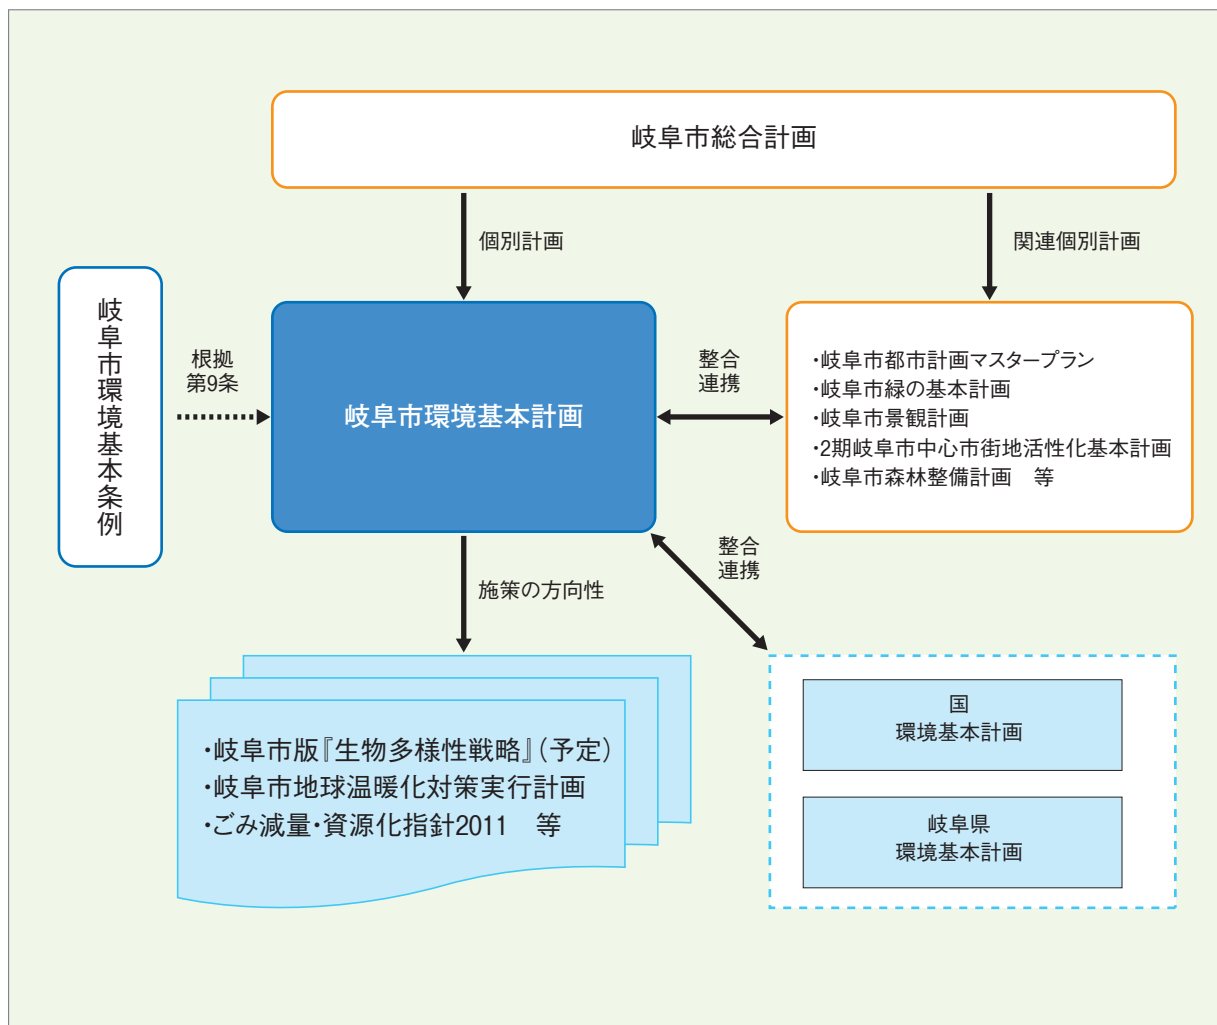 岐阜市総合計画
個別計画
関連個別計画
岐阜市環境基本条例
根拠
第9条
岐阜市環境基本計画
整合
連携
・岐阜市都市計画マスタープラン
・岐阜市緑の基本計画
・岐阜市景観計画
・2期岐阜市中心市街地活性化基本計画
・岐阜市森林整備計画　等
整合
連携
施策の方向性
・岐阜市版『生物多様性戦略』(予定)
・岐阜市地球温暖化対策実行計画
・ごみ減量・資源化指針2011　等
国
環境基本計画
岐阜県
環境基本計画